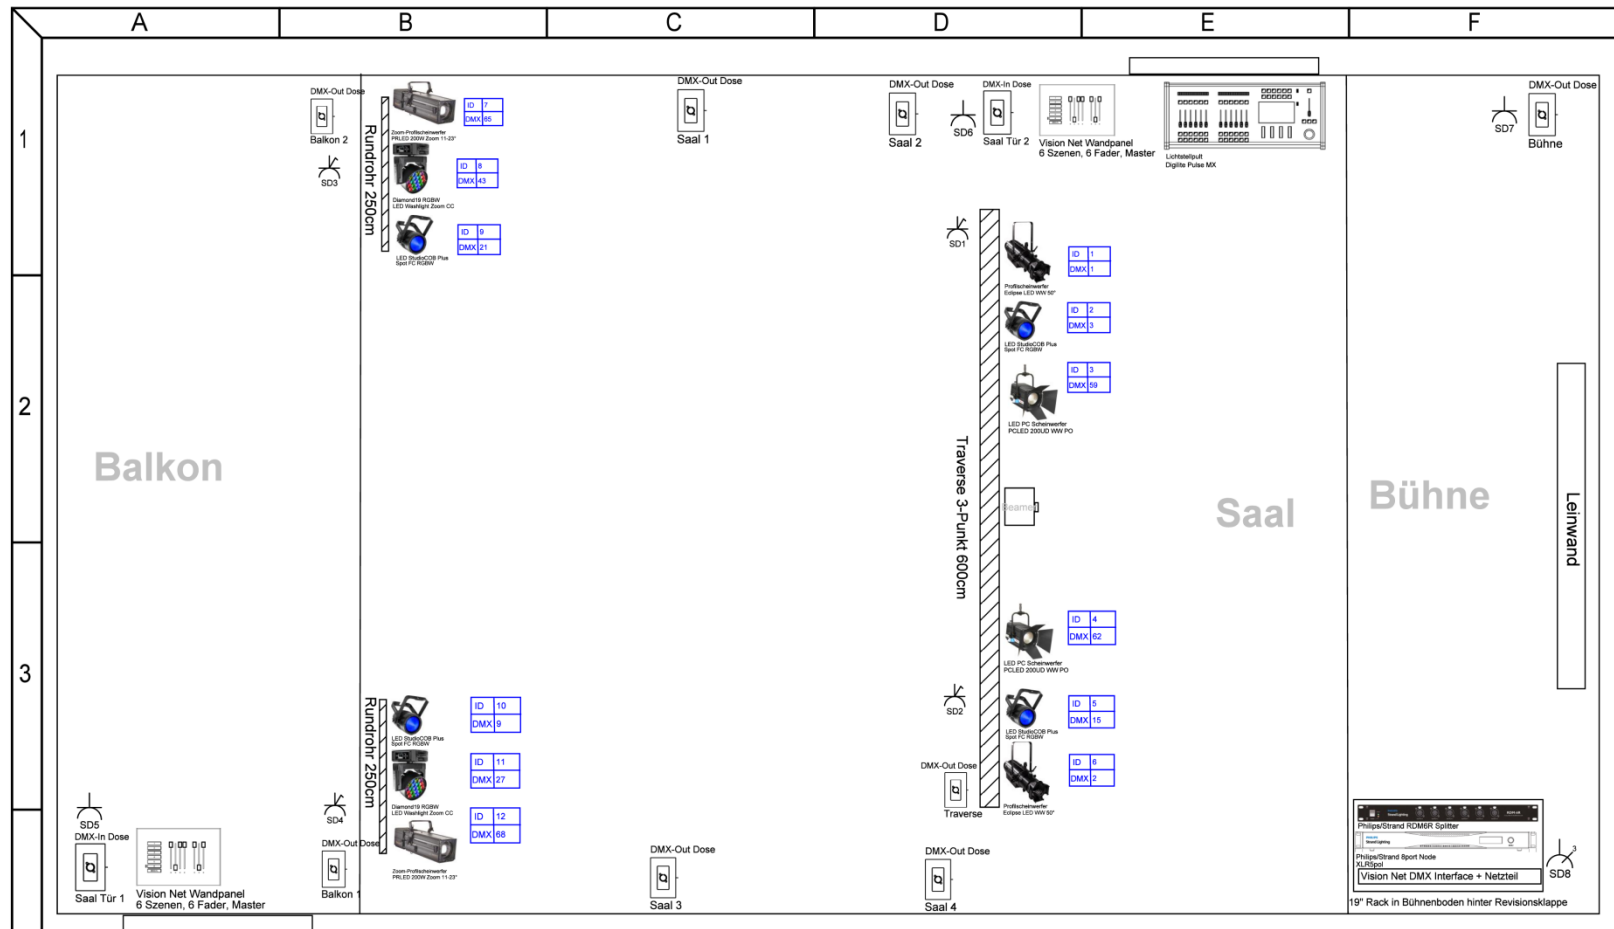 A
B
C
D
E
F
1
2
3
DMX-Out Dose
Balkon 2
SD3
Rundrohr 250cm
ID 7
DMX 65
Zoom-Profilscheinwerfer
PRLED 200W Zoom 11-23°
ID 8
DMX 43
Diamond19 RGBW
LED Washlight Zoom CC
ID 9
DMX 21
LED StudioCOB Plus
Spot FC RGBW
DMX-Out Dose
Saal 1
DMX-Out Dose
Saal 2
SD6
DMX-In Dose
Saal Tür 2
Vision Net Wandpanel
6 Szenen, 6 Fader, Master
Lichtstellpult
Digilite Pulse MX
SD7
DMX-Out Dose
Bühne
SD1
ID 1
DMX 1
Profilscheinwerfer
Eclipse LED WW 50°
ID 2
DMX 3
LED StudioCOB Plus
Spot FC RGBW
ID 3
DMX 59
LED PC Scheinwerfer
PCLED 200UD WW PO
Traverse 3-Punkt 600cm
Beamer
Balkon
Saal
Bühne
Leinwand
ID 4
DMX 62
LED PC Scheinwerfer
PCLED 200UD WW PO
SD2
ID 5
DMX 15
LED StudioCOB Plus
Spot FC RGBW
ID 6
DMX 2
Profilscheinwerfer
Eclipse LED WW 50°
DMX-Out Dose
Traverse
Rundrohr 250cm
ID 10
DMX 9
LED StudioCOB Plus
Spot FC RGBW
ID 11
DMX 27
Diamond19 RGBW
LED Washlight Zoom CC
ID 12
DMX 68
Zoom-Profilscheinwerfer
PRLED 200W Zoom 11-23°
SD4
DMX-Out Dose
Balkon 1
SD5
DMX-In Dose
Saal Tür 1
Vision Net Wandpanel
6 Szenen, 6 Fader, Master
DMX-Out Dose
Saal 3
DMX-Out Dose
Saal 4
Philips/Strand RDM6R Splitter
Philips/Strand 8port Node
XLR5pol
Vision Net DMX Interface + Netzteil
3
SD8
19" Rack in Bühnenboden hinter Revisionsklappe